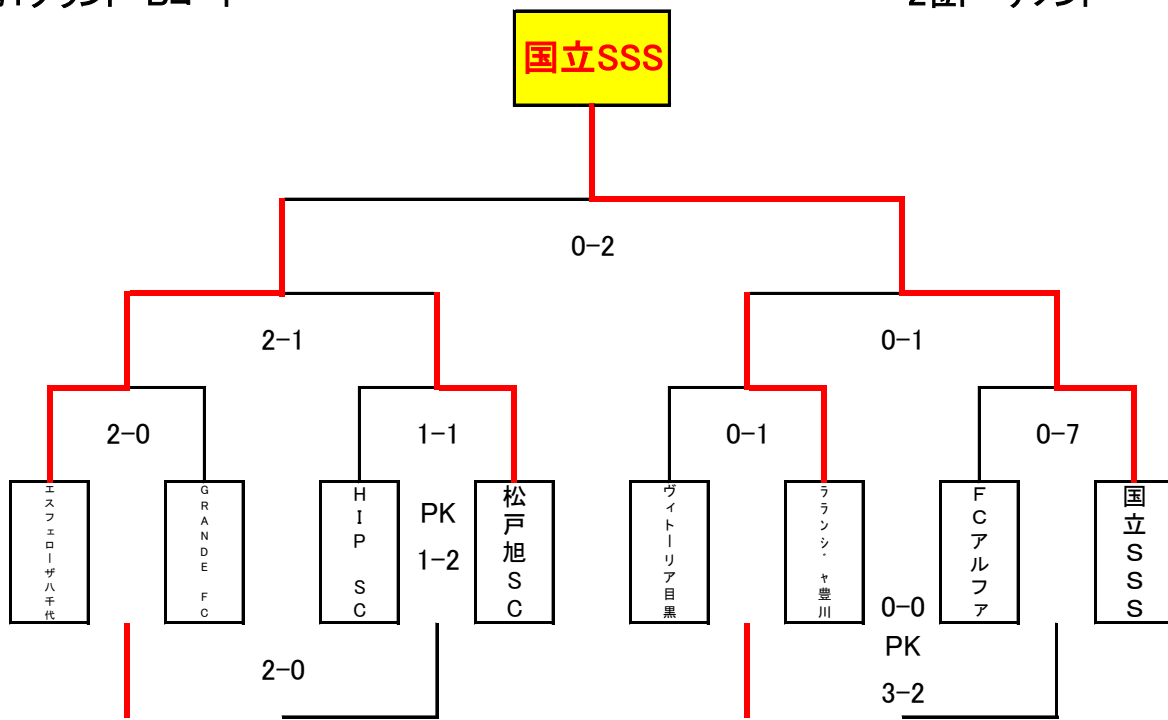 国立SSS
0-2
2-1
0-1
2-0
1-1
0-1
0-7
エスフェローザ八千代
GRANDE FC
HIP SC
PK
1-2
松戸旭SC
ヴィトーリア目黒
ラランジャ豊川
FCアルファ
国立SSS
2-0
0-0
PK
3-2